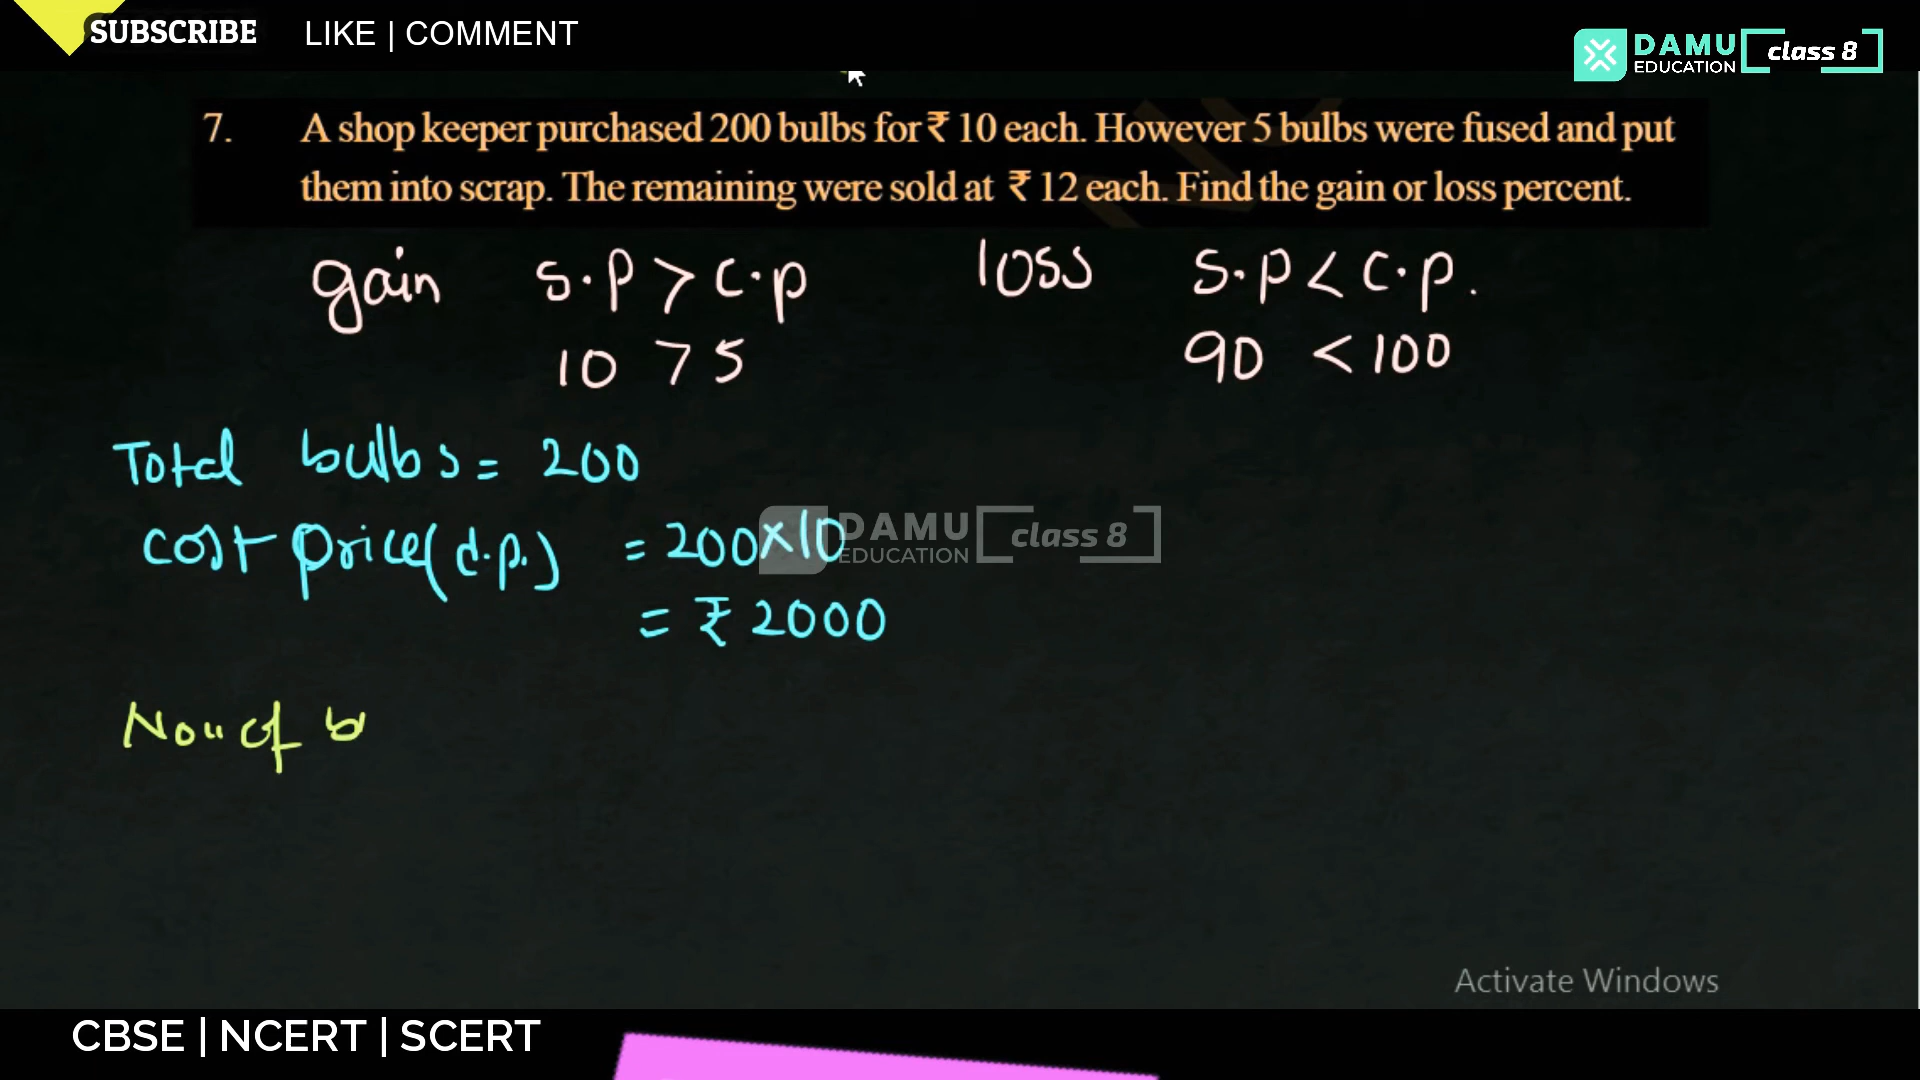 SUBSCRIBE LIKE | COMMENT
DAMU
EDUCATION
class 8
7. A shop keeper purchased 200 bulbs for ₹ 10 each. However 5 bulbs were fused and put
them into scrap. The remaining were sold at ₹ 12 each. Find the gain or loss percent.
gain s.p > c.p loss s.p < c.p.
10 > 5 90 < 100
Total bulbs = 200
cost price (c.p.) = 200×10
= ₹ 2000
DAMU
EDUCATION
class 8
No. of b
Activate Windows
CBSE | NCERT | SCERT